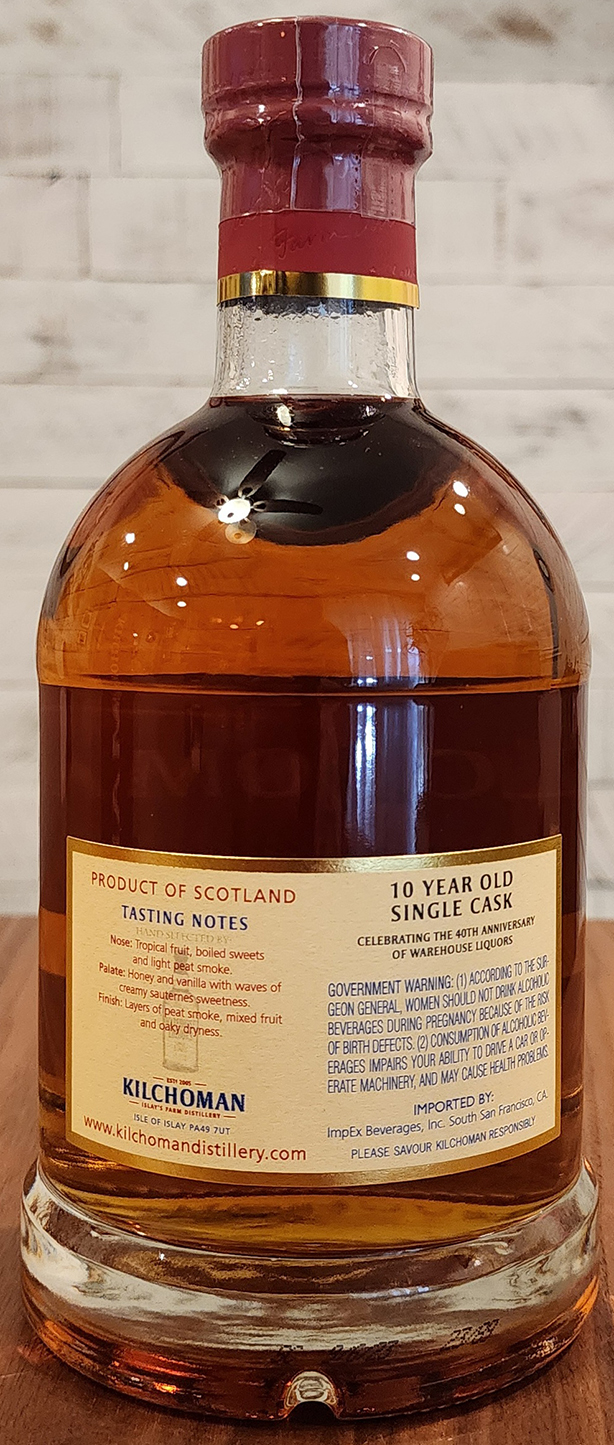 PRODUCT OF SCOTLAND
TASTING NOTES
HAND SELECTED BY:
Nose: Tropical fruit, boiled sweets
and light peat smoke.
Palate: Honey and vanilla with waves of
creamy sauternes sweetness.
Finish: Layers of peat smoke, mixed fruit
and oaky dryness.
ESTD 2005
KILCHOMAN
ISLAY'S FARM DISTILLERY
ISLE OF ISLAY PA49 7UT
www.kilchomandistillery.com
10 YEAR OLD
SINGLE CASK
CELEBRATING THE 40TH ANNIVERSARY
OF WAREHOUSE LIQUORS
GOVERNMENT WARNING: (1) ACCORDING TO THE SUR-
GEON GENERAL, WOMEN SHOULD NOT DRINK ALCOHOLIC
BEVERAGES DURING PREGNANCY BECAUSE OF THE RISK
OF BIRTH DEFECTS. (2) CONSUMPTION OF ALCOHOLIC BEV-
ERAGES IMPAIRS YOUR ABILITY TO DRIVE A CAR OR OP-
ERATE MACHINERY, AND MAY CAUSE HEALTH PROBLEMS.
IMPORTED BY:
ImpEx Beverages, Inc. South San Francisco, CA.
PLEASE SAVOUR KILCHOMAN RESPONSIBLY